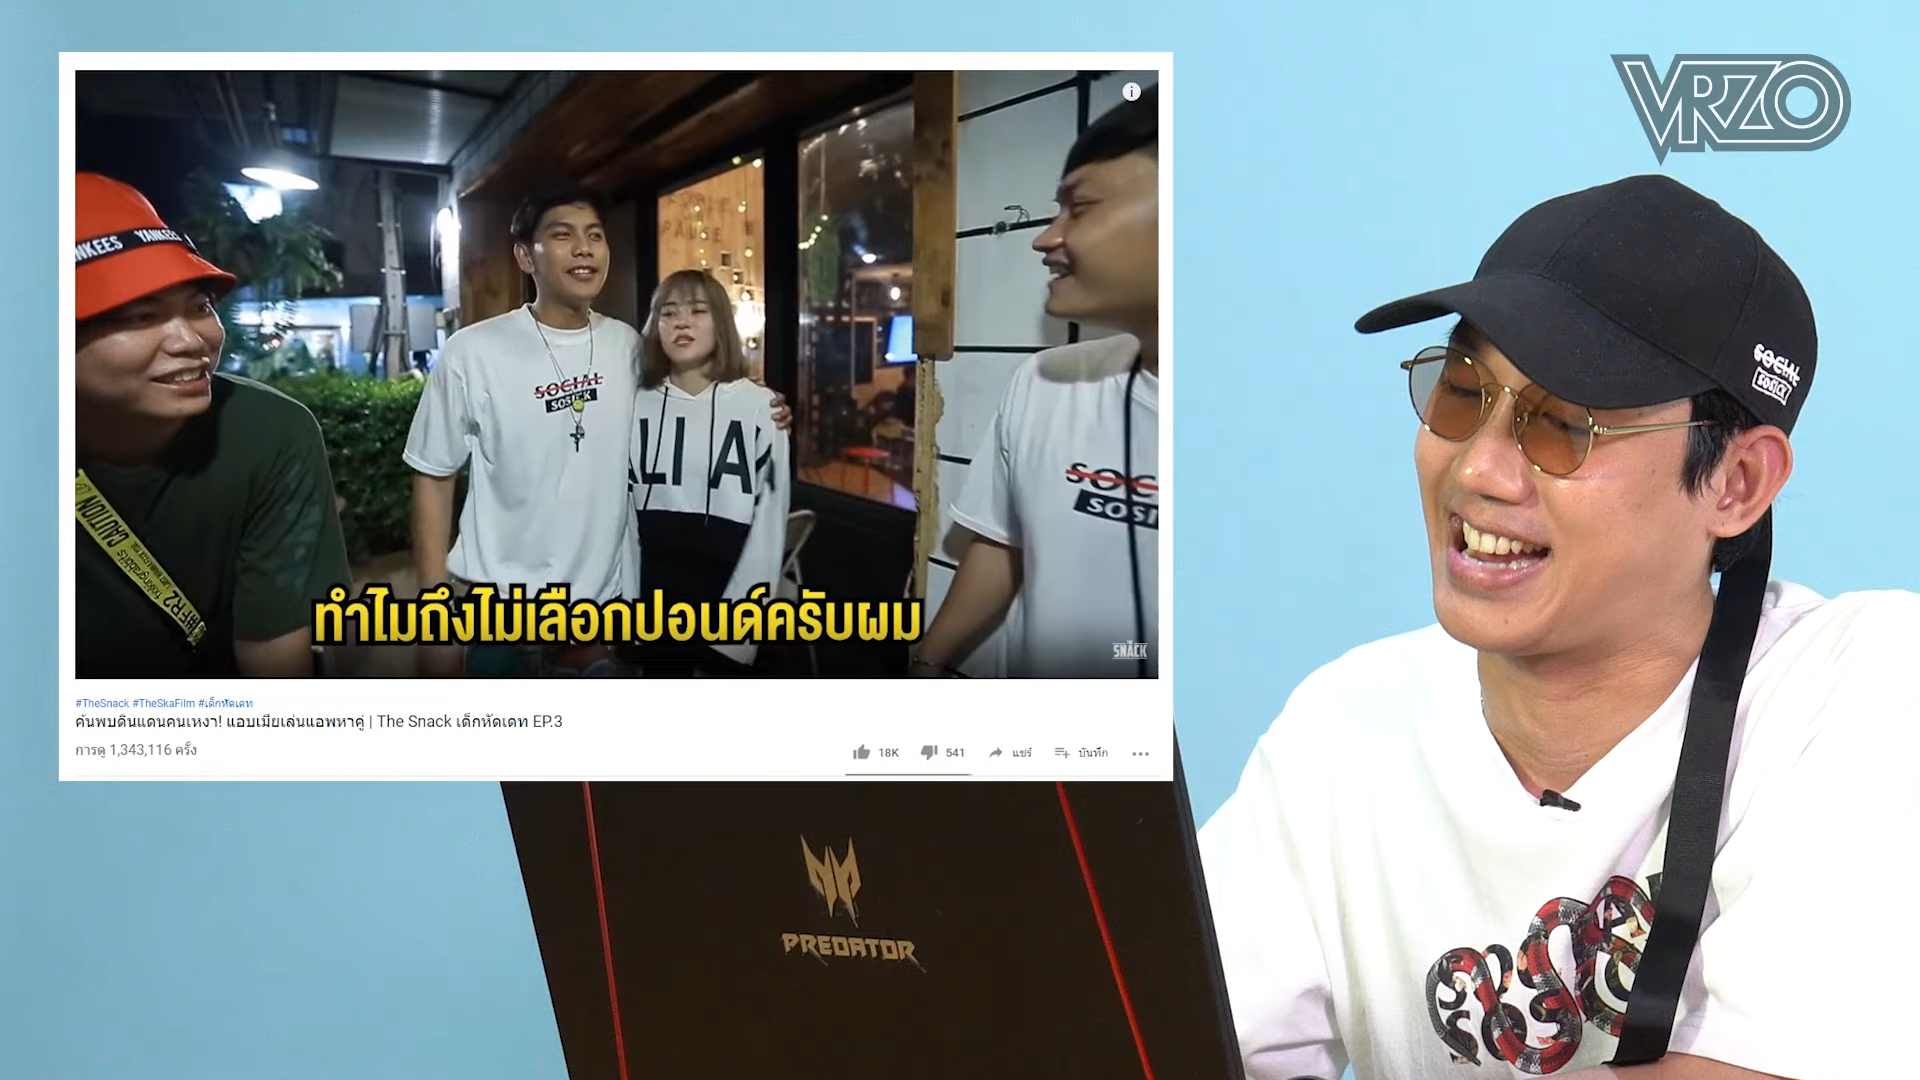 VRZO
YANKEES YANKEES
SOCIAL
SOSICK
SOCIAL
SOSICK
ALI A
SOC
SOSI
CAUTION
#FR2
ทำไมถึงไม่เลือกปอนด์ครับผม
THE
SNACK
#TheSnack #TheSkaFilm #เด็กหัดเดท
ค้นพบดินแดนคนเหงา! แอบเมียเล่นแอพหาคู่ | The Snack เด็กหัดเดท EP.3
การดู 1,343,116 ครั้ง
18K
541
แชร์
บันทึก
PREDATOR